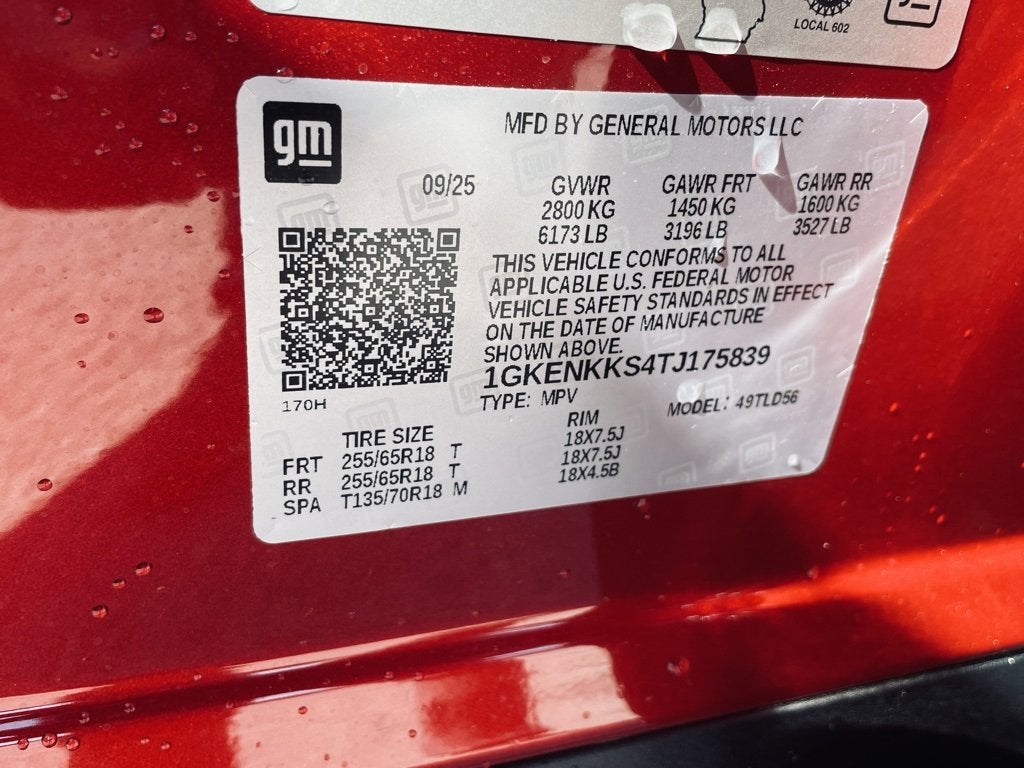 LOCAL 602
gm
MFD BY GENERAL MOTORS LLC
09/25
GVWR GAWR FRT GAWR RR
2800 KG 1450 KG 1600 KG
6173 LB 3196 LB 3527 LB
THIS VEHICLE CONFORMS TO ALL
APPLICABLE U.S. FEDERAL MOTOR
VEHICLE SAFETY STANDARDS IN EFFECT
ON THE DATE OF MANUFACTURE
SHOWN ABOVE.
1GKENKKS4TJ175839
170H
TYPE: MPV MODEL: 49TLD56
TIRE SIZE RIM
FRT 255/65R18 T 18X7.5J
RR 255/65R18 T 18X7.5J
SPA T135/70R18 M 18X4.5B